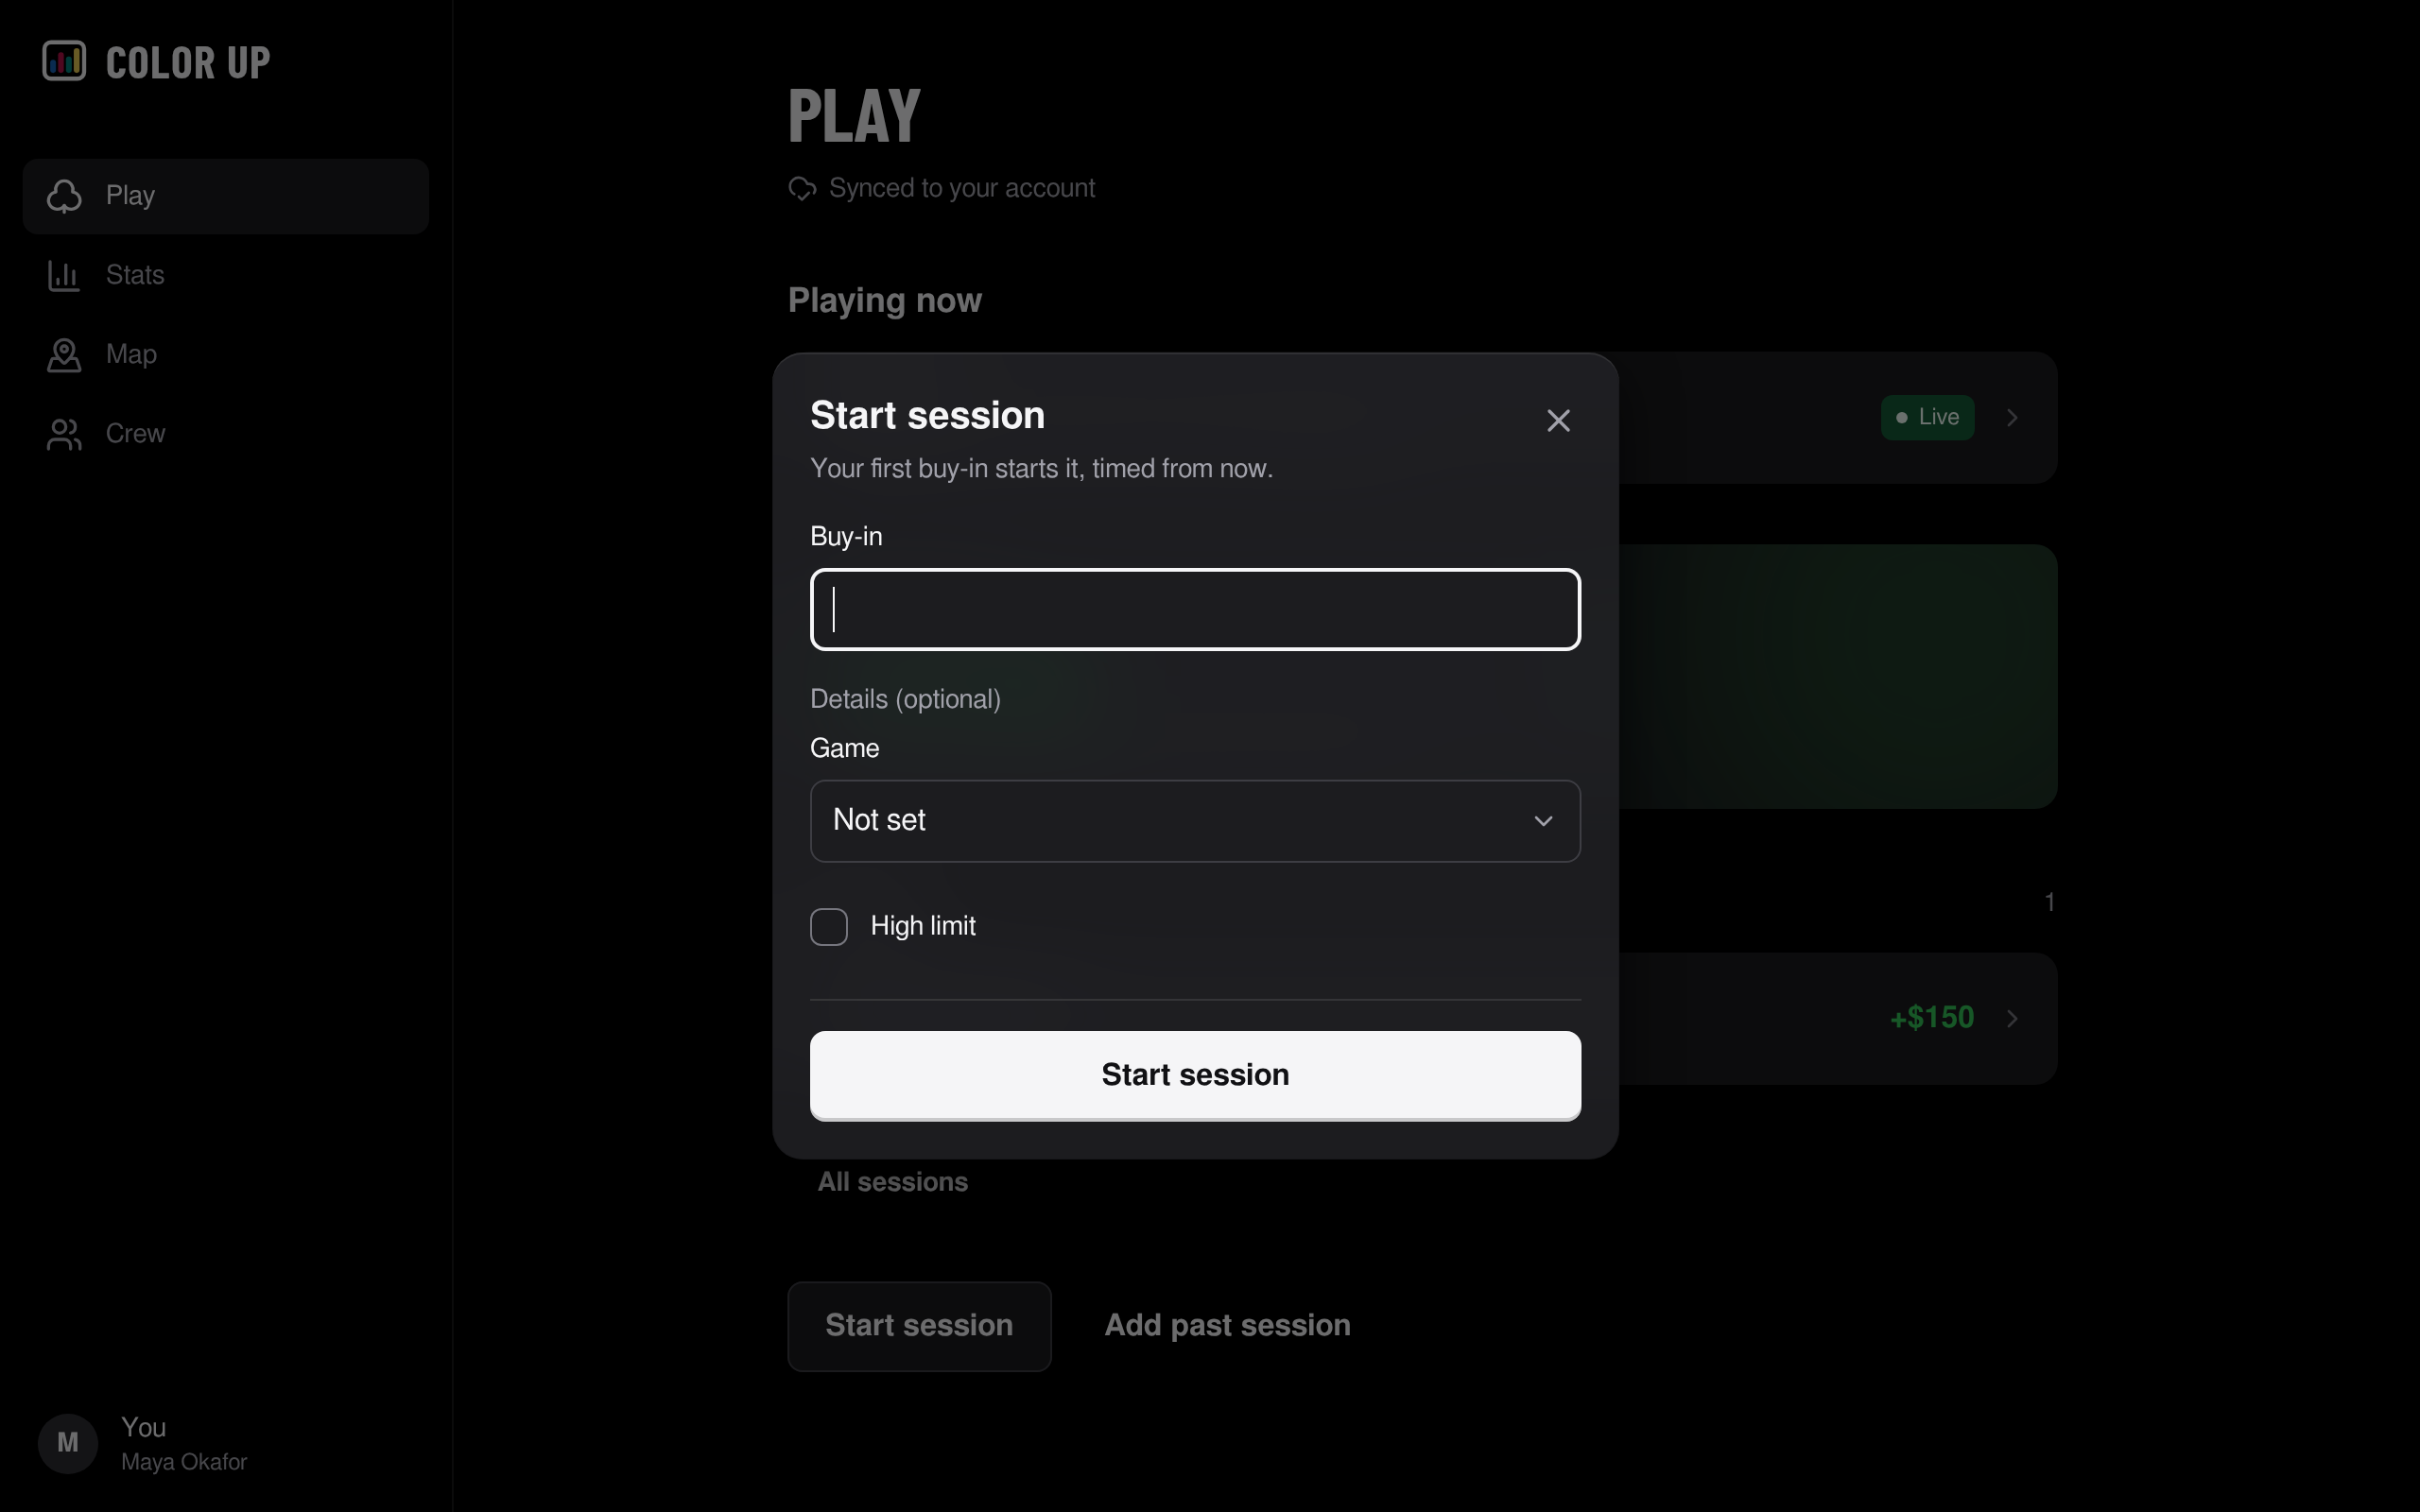 COLOR UP
Play
Stats
Map
Crew
M
You
Maya Okafor
PLAY
Synced to your account
Playing now
Live
Start session
Your first buy-in starts it, timed from now.
Buy-in
Details (optional)
Game
Not set
High limit
Start session
1
+$150
All sessions
Start session
Add past session